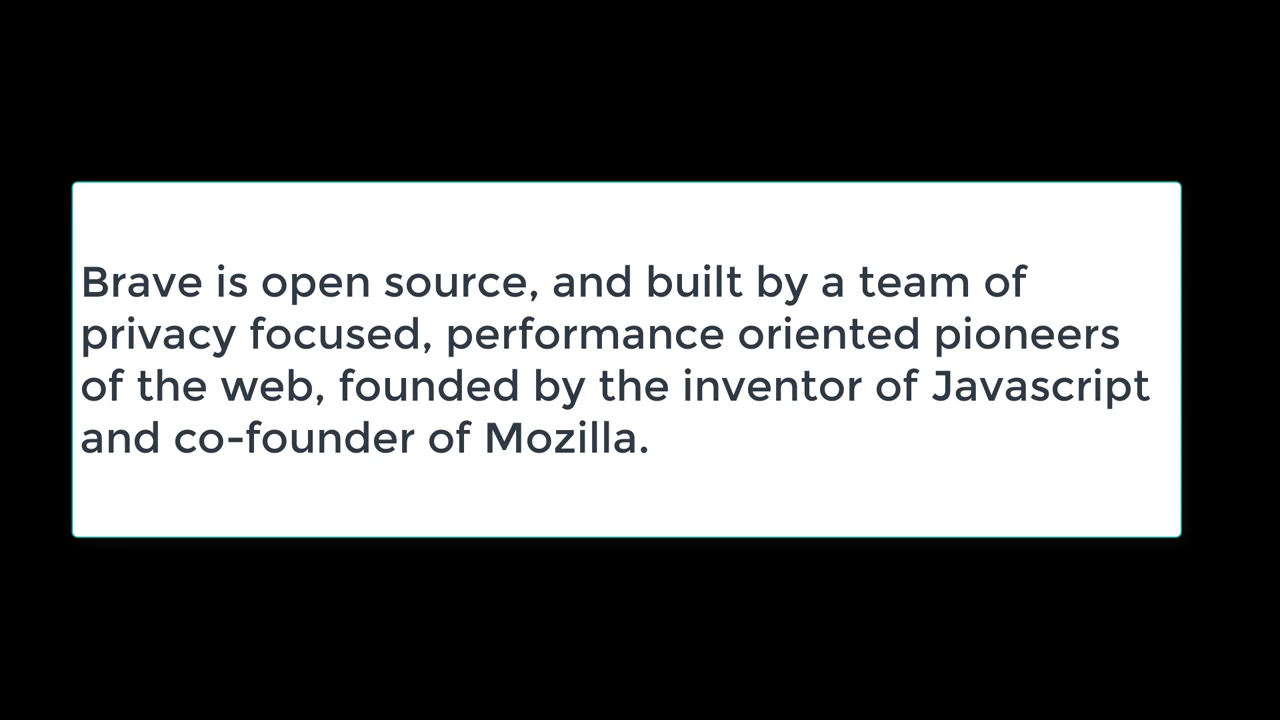 Brave is open source, and built by a team of
privacy focused, performance oriented pioneers
of the web, founded by the inventor of Javascript
and co-founder of Mozilla.